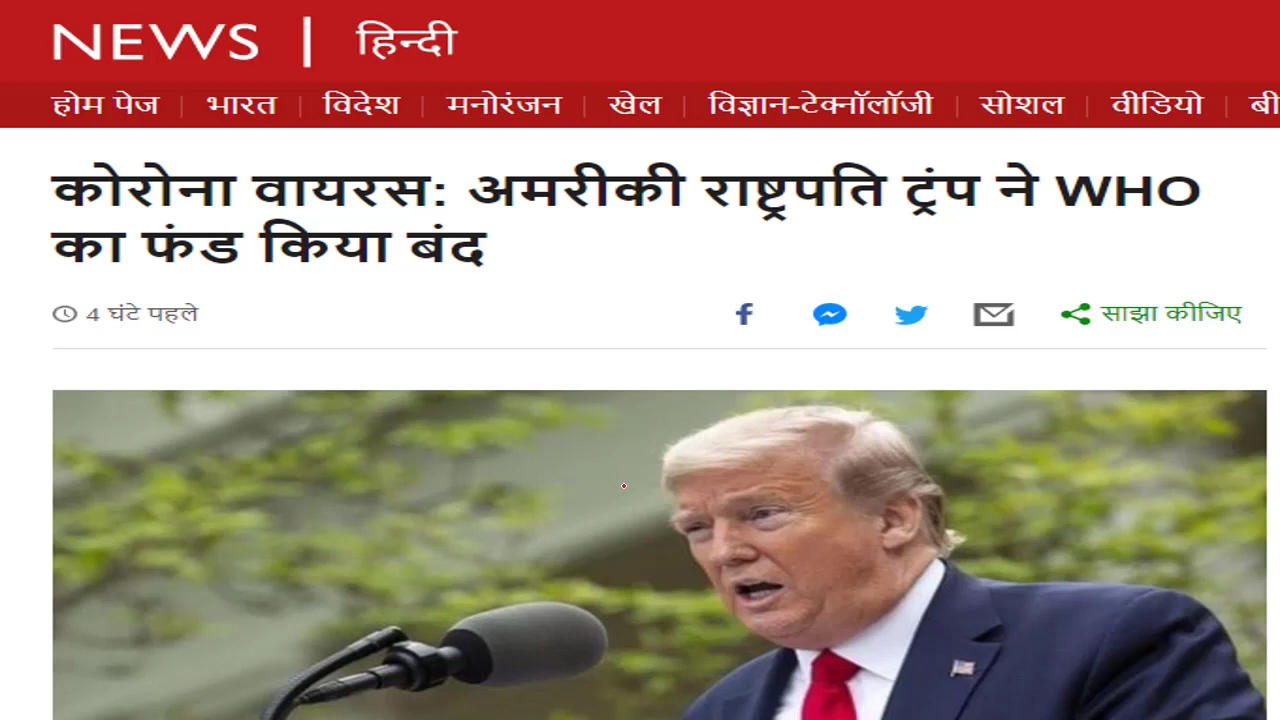 NEWS | हिन्दी
होम पेज | भारत | विदेश | मनोरंजन | खेल | विज्ञान-टेक्नॉलॉजी | सोशल | वीडियो |
कोरोना वायरस: अमरीकी राष्ट्रपति ट्रंप ने WHO
का फंड किया बंद
4 घंटे पहले
साझा कीजिए